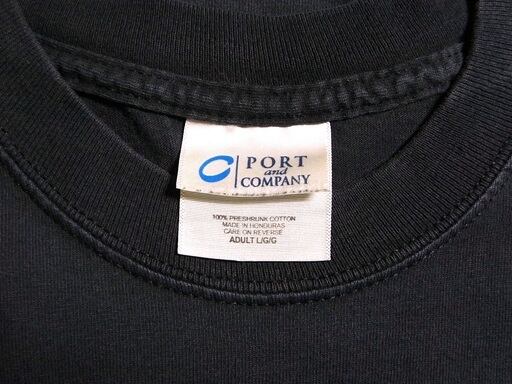 PORT
and
COMPANY
100% PRESHRUNK COTTON
MADE IN HONDURAS
CARE ON REVERSE
ADULT L/G/G